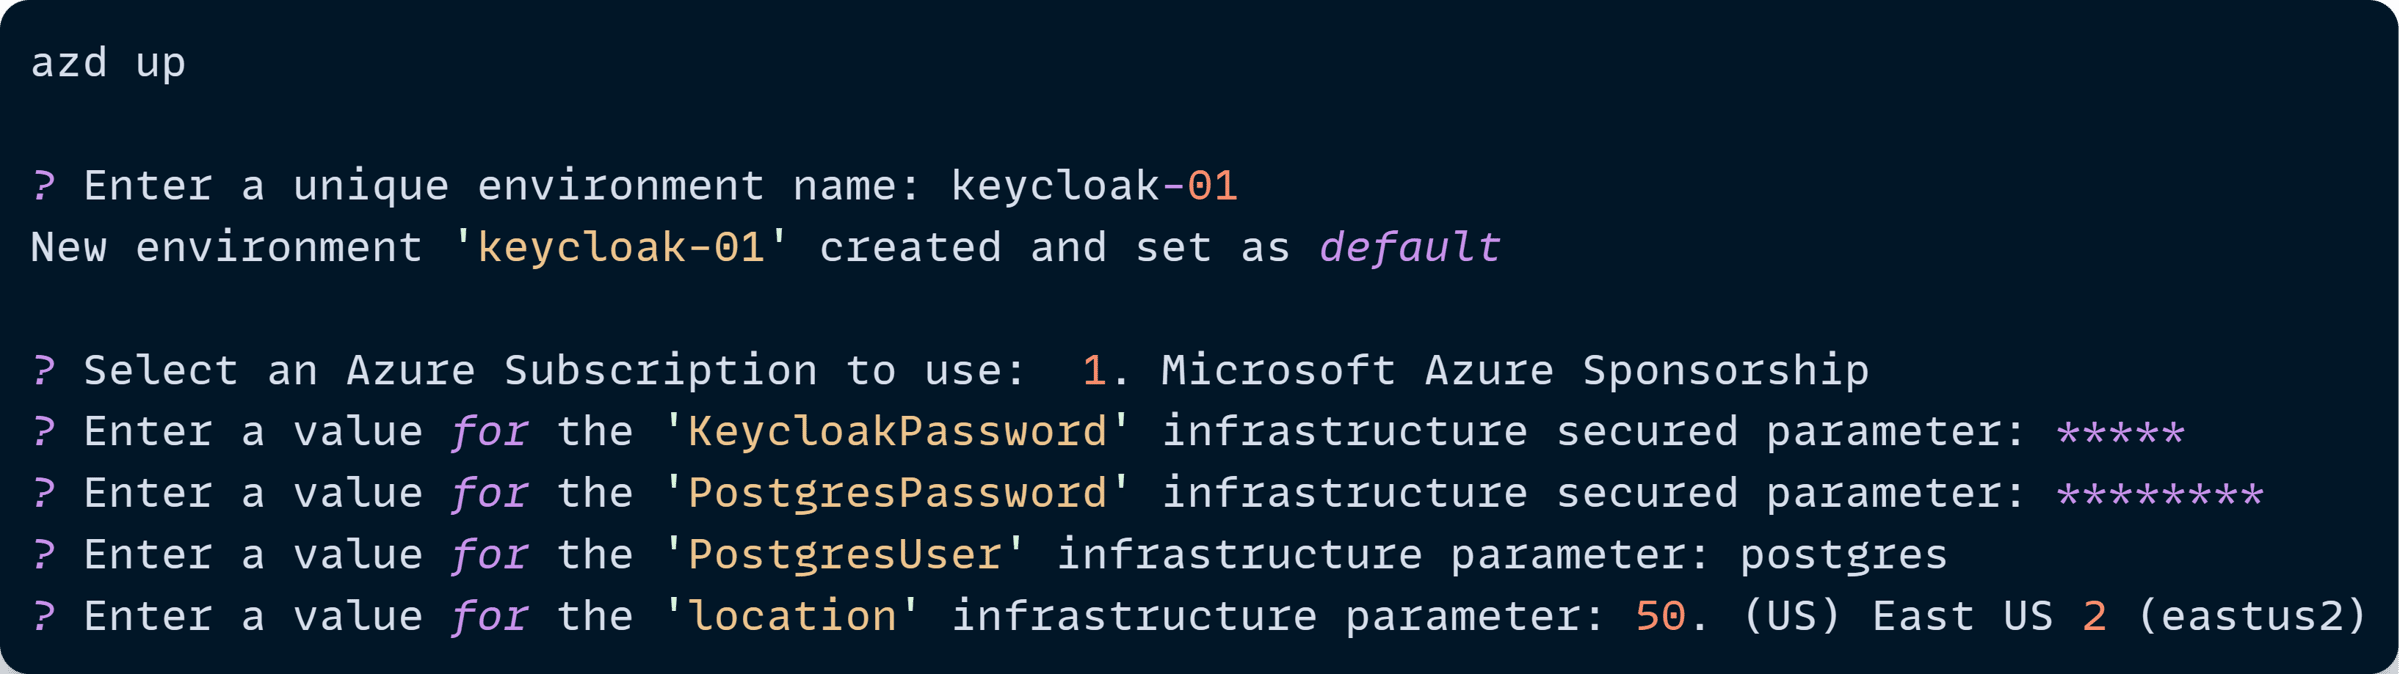 azd up
? Enter a unique environment name: keycloak-01
New environment 'keycloak-01' created and set as default
? Select an Azure Subscription to use:  1. Microsoft Azure Sponsorship
? Enter a value for the 'KeycloakPassword' infrastructure secured parameter: *****
? Enter a value for the 'PostgresPassword' infrastructure secured parameter: ********
? Enter a value for the 'PostgresUser' infrastructure parameter: postgres
? Enter a value for the 'location' infrastructure parameter: 50. (US) East US 2 (eastus2)